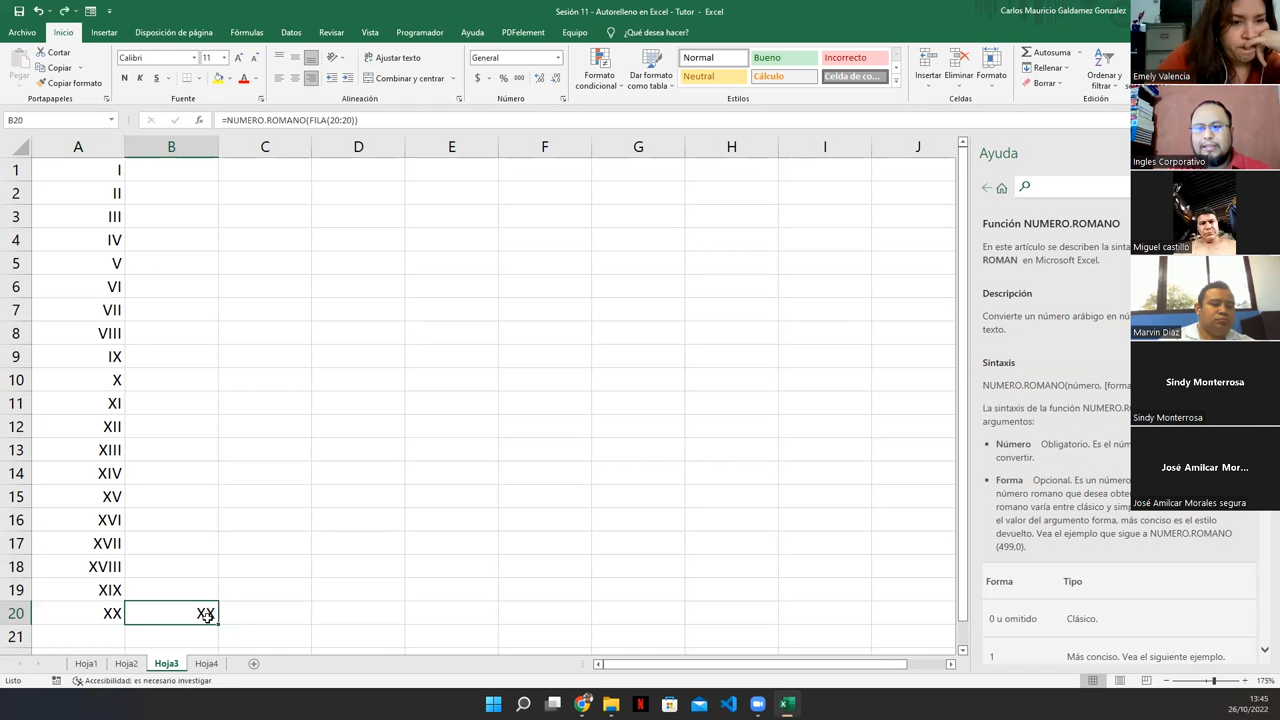 Sesión 11 - Autorelleno en Excel - Tutor - Excel
Carlos Mauricio Galdamez Gonzalez
Archivo Inicio Insertar Disposición de página Fórmulas Datos Revisar Vista Programador Ayuda PDFelement Equipo ¿Qué desea hacer?
Pegar
Cortar
Copiar
Copiar formato
Portapapeles
Calibri 11
N K S
Fuente
Ajustar texto
Combinar y centrar
Alineación
General
$ % 000
Número
Formato condicional
Dar formato como tabla
Normal Bueno Incorrecto
Neutral Cálculo Celda de co...
Estilos
Insertar Eliminar Formato
Celdas
Autosuma
Rellenar
Borrar
Ordenar y filtrar
Edición
B20 fx =NUMERO.ROMANO(FILA(20:20))
A B C D E F G H I J
1 I
2 II
3 III
4 IV
5 V
6 VI
7 VII
8 VIII
9 IX
10 X
11 XI
12 XII
13 XIII
14 XIV
15 XV
16 XVI
17 XVII
18 XVIII
19 XIX
20 XX XX
21
Hoja1 Hoja2 Hoja3 Hoja4
Listo Accesibilidad: es necesario investigar
175%
Ayuda
Función NUMERO.ROMANO
En este artículo se describen la sinta
ROMAN en Microsoft Excel.
Descripción
Convierte un número arábigo en nú
texto.
Sintaxis
NUMERO.ROMANO(número, [forma
La sintaxis de la función NUMERO.R
argumentos:
Número Obligatorio. Es el núm
convertir.
Forma Opcional. Es un número
número romano que desea obte
romano varía entre clásico y simp
el valor del argumento forma, más conciso es el estilo
devuelto. Vea el ejemplo que sigue a NUMERO.ROMANO
(499,0).
Forma Tipo
0 u omitido Clásico.
1 Más conciso. Vea el siguiente ejemplo.
Emely Valencia
Ingles Corporativo
Miguel castillo
Marvin Diaz
Sindy Monterrosa
Sindy Monterrosa
José Amilcar Mor...
José Amilcar Morales segura
13:45
26/10/2022